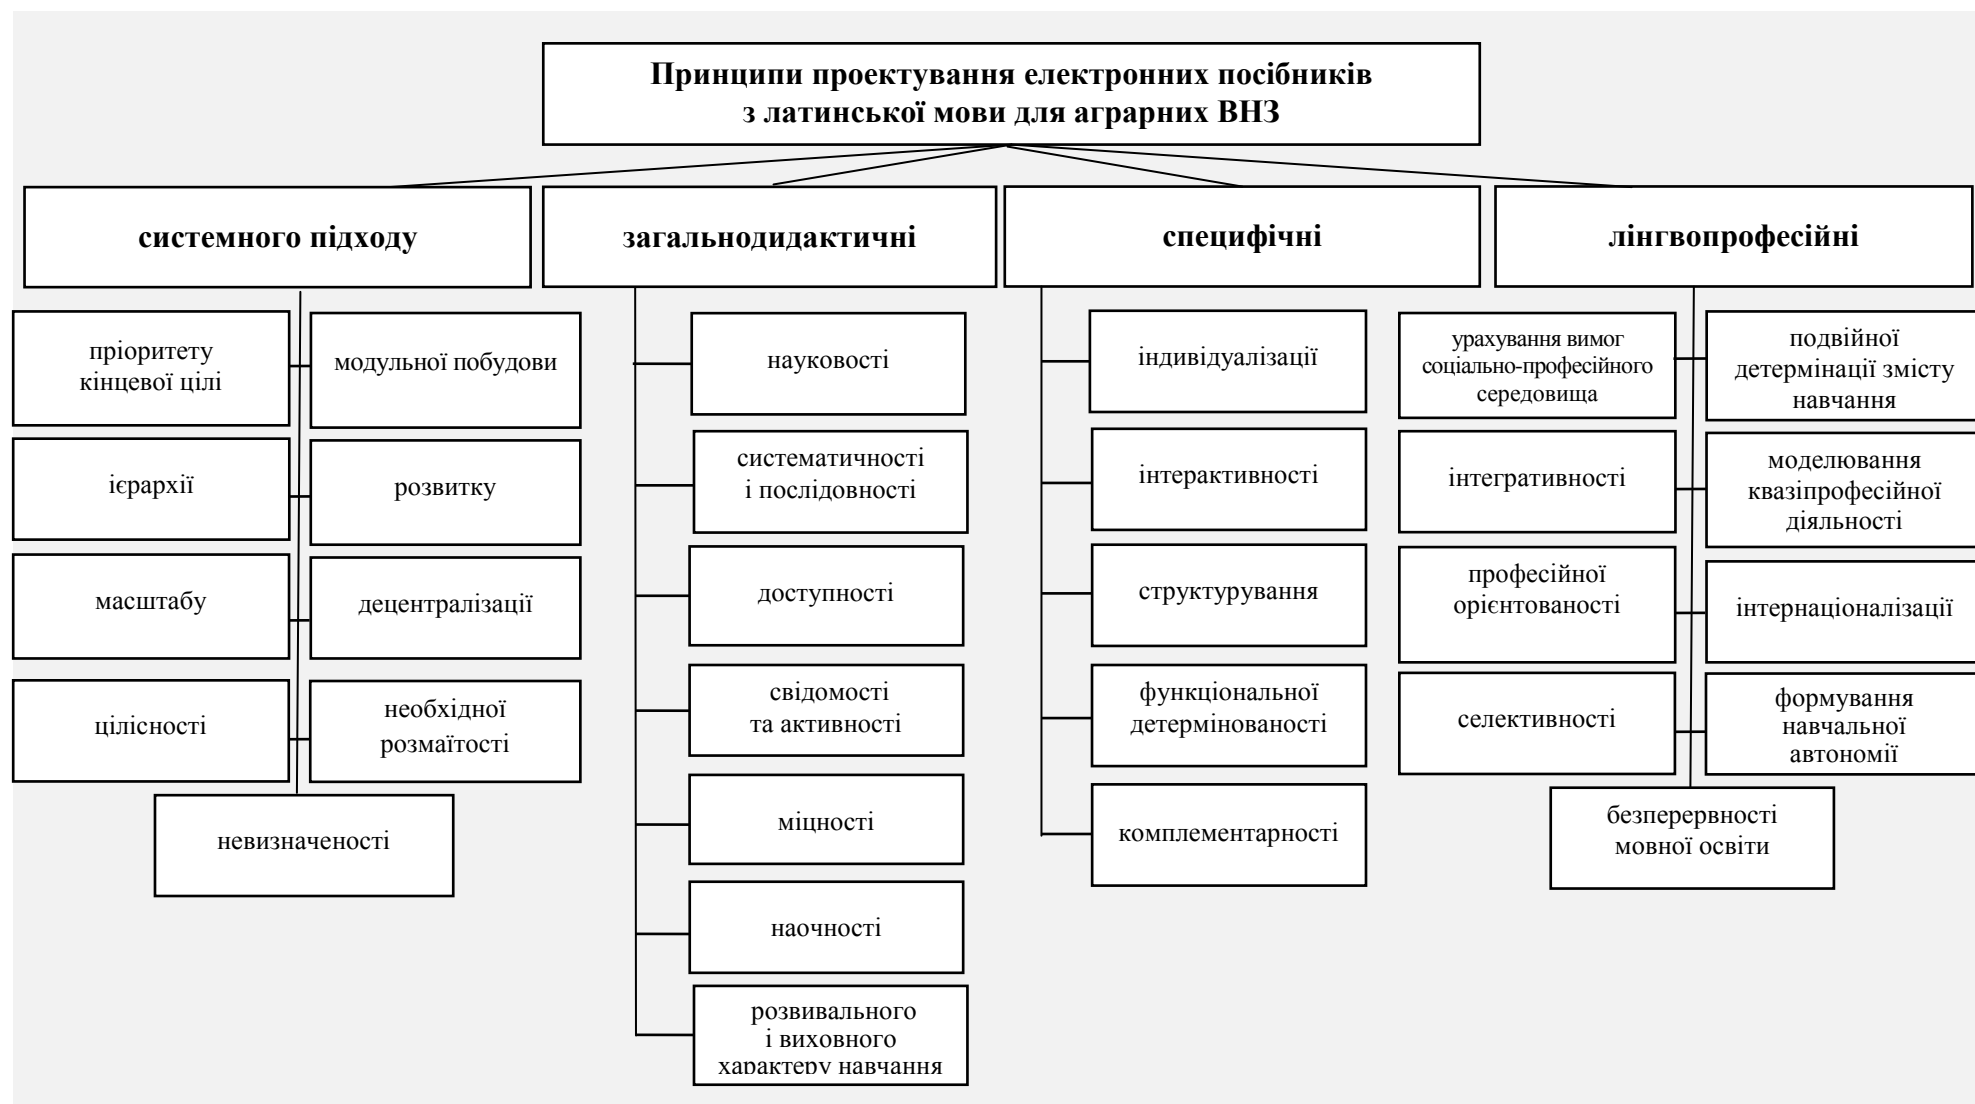 Принципи проектування електронних посібників
з латинської мови для аграрних ВНЗ
системного підходу
загальнодидактичні
специфічні
лінгвопрофесійні
пріоритету
кінцевої цілі
модульної побудови
ієрархії
розвитку
масштабу
децентралізації
цілісності
необхідної
розмаїтості
невизначеності
науковості
систематичності
і послідовності
доступності
свідомості
та активності
міцності
наочності
розвивального
і виховного
характеру навчання
індивідуалізації
інтерактивності
структурування
функціональної
детермінованості
комплементарності
урахування вимог
соціально-професійного
середовища
подвійної
детермінації змісту
навчання
інтегративності
моделювання
квазіпрофесійної
діяльності
професійної
орієнтованості
інтернаціоналізації
селективності
формування
навчальної
автономії
безперервності
мовної освіти